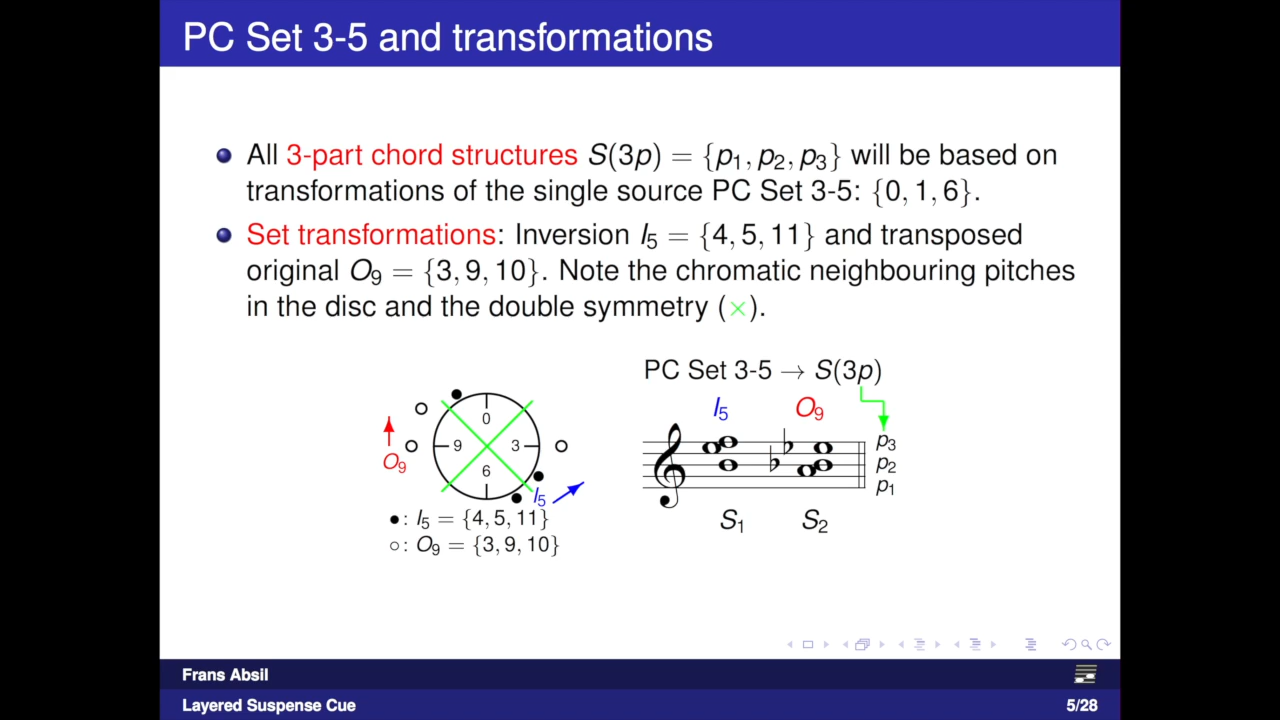 PC Set 3-5 and transformations
All 3-part chord structures S(3p) = {p₁, p₂, p₃} will be based on
transformations of the single source PC Set 3-5: {0, 1, 6}.
Set transformations: Inversion I₅ = {4, 5, 11} and transposed
original O₉ = {3, 9, 10}. Note the chromatic neighbouring pitches
in the disc and the double symmetry (×).
0
9 3
6
O₉
I₅
●: I₅ = {4, 5, 11}
○: O₉ = {3, 9, 10}
PC Set 3-5 → S(3p)
I₅ O₉
p₃
p₂
p₁
S₁ S₂
Frans Absil
Layered Suspense Cue 5/28